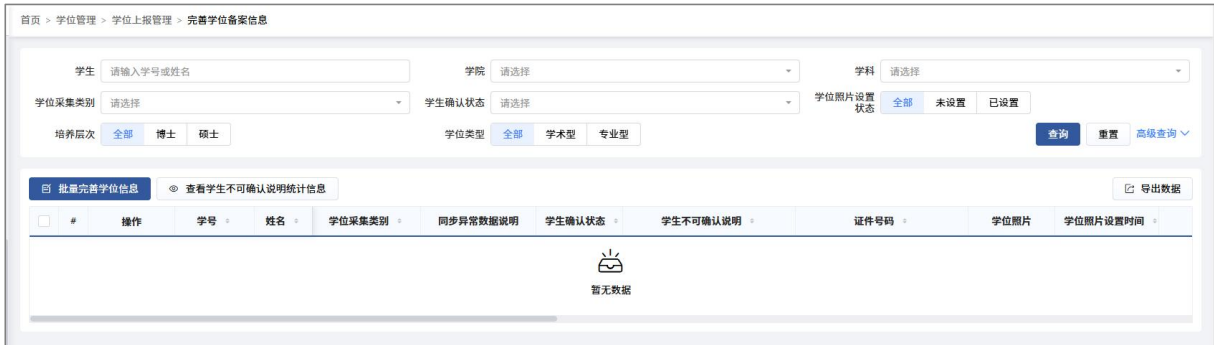 首页 > 学位管理 > 学位上报管理 > 完善学位备案信息
学生 请输入学号或姓名 学院 请选择 学科 请选择
学位采集类别 请选择 学生确认状态 请选择 学位照片设置状态 全部 未设置 已设置
培养层次 全部 博士 硕士 学位类型 全部 学术型 专业型 查询 重置 高级查询
批量完善学位信息 查看学生不可确认说明统计信息 导出数据
# 操作 学号 姓名 学位采集类别 同步异常数据说明 学生确认状态 学生不可确认说明 证件号码 学位照片 学位照片设置时间
暂无数据